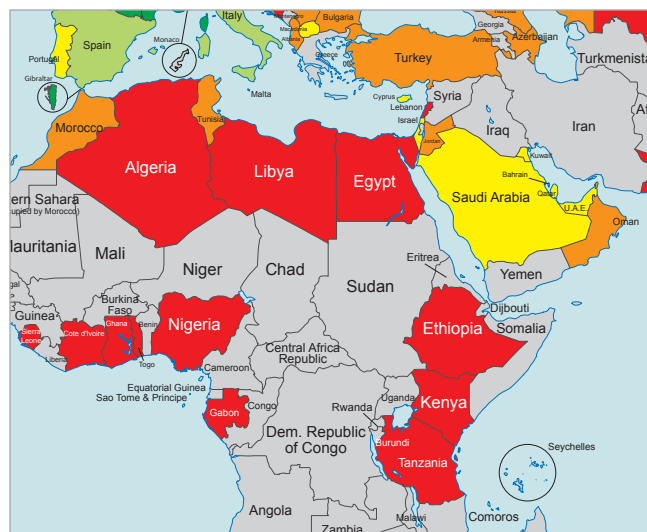 Italy
Montenegro
Bulgaria
Macedonia
Albania
Georgia
Armenia
Azerbaijan
Monaco
Spain
Portugal
Greece
Turkey
Turkmenista
Gibraltar
Malta
Cyprus
Lebanon
Syria
Israel
Iraq
Iran
Af
Morocco
Tunisia
Jordan
Kuwait
Algeria
Libya
Egypt
Bahrain
Qatar
Saudi Arabia
U.A.E.
Oman
ern Sahara
upied by Morocco)
Mauritania
Mali
Niger
Chad
Sudan
Eritrea
Yemen
Guinea
Burkina
Faso
Benin
Nigeria
Djibouti
Somalia
Ethiopia
Sierra
Leone
Cote d'Ivoire
Ghana
Liberia
Togo
Cameroon
Central Africa
Republic
Equatorial Guinea
Sao Tome & Principe
Gabon
Congo
Uganda
Kenya
Rwanda
Dem. Republic
of Congo
Burundi
Tanzania
Seychelles
Angola
Zambia
Malawi
Comoros